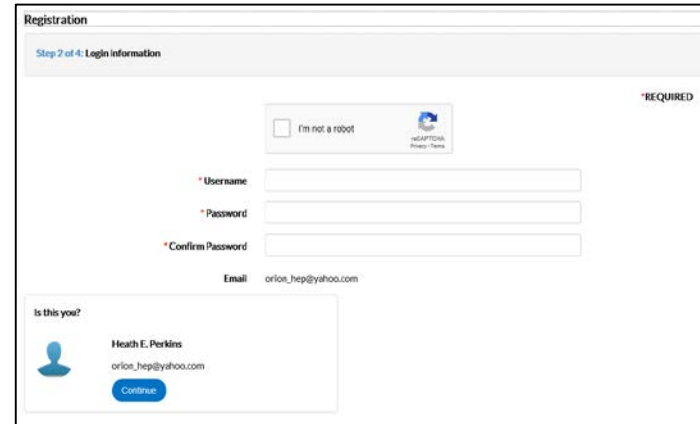 Registration
Step 2 of 4: Login Information
*REQUIRED
I'm not a robot
reCAPTCHA
Privacy - Terms
* Username
* Password
* Confirm Password
Email orion_hep@yahoo.com
Is this you?
Heath E. Perkins
orion_hep@yahoo.com
Continue